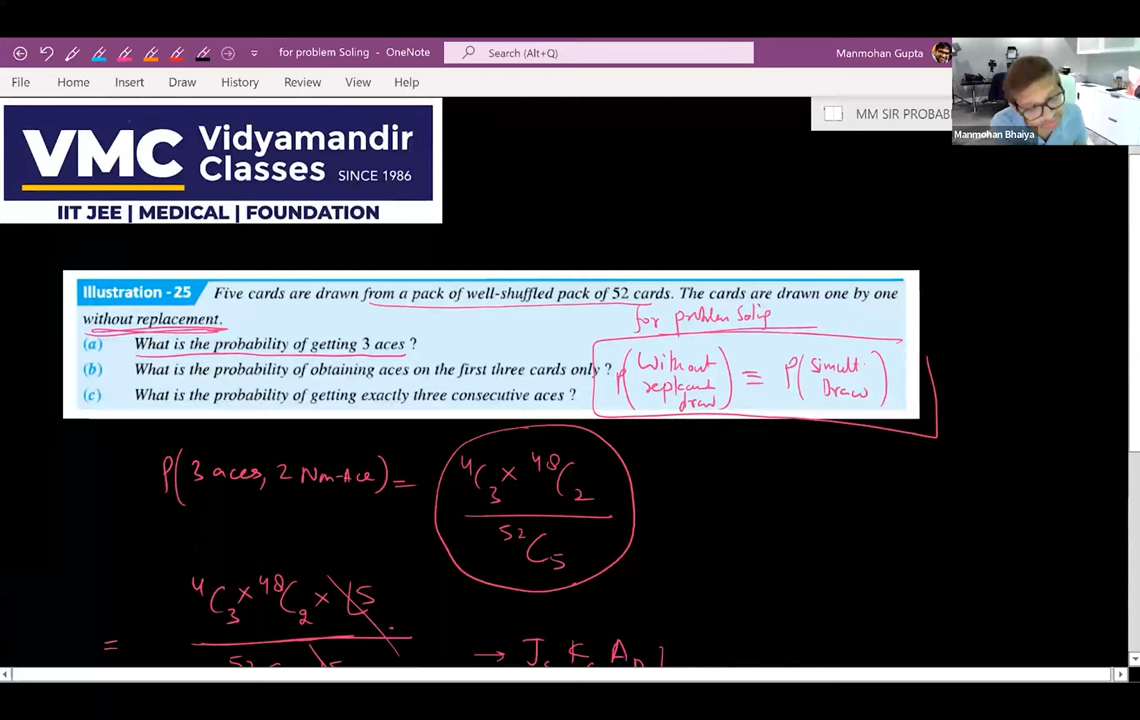 for problem Soling - OneNote
Search (Alt+Q)
Manmohan Gupta
File Home Insert Draw History Review View Help
MM SIR PROBAB
Manmohan Bhaiya
VMC Vidyamandir Classes SINCE 1986
IIT JEE | MEDICAL | FOUNDATION
Illustration - 25 Five cards are drawn from a pack of well-shuffled pack of 52 cards. The cards are drawn one by one
without replacement.
for problem Soling
(a) What is the probability of getting 3 aces ?
(b) What is the probability of obtaining aces on the first three cards only ?
(c) What is the probability of getting exactly three consecutive aces ?
P(Without replacent draw) ≡ P(simult. Draw)
P(3 aces, 2 Non-Ace) = ⁴C₃ × ⁴⁸C₂ / ⁵²C₅
= ⁴C₃ × ⁴⁸C₂ × 5
→ J K A